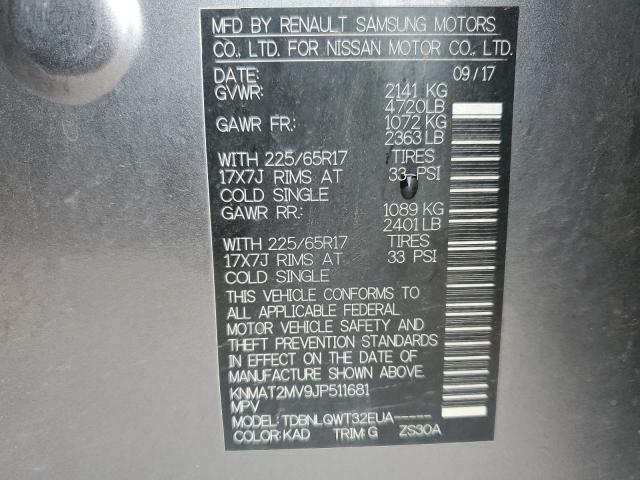 MFD BY RENAULT SAMSUNG MOTORS
CO., LTD. FOR NISSAN MOTOR CO., LTD.
DATE: 09/17
GVWR: 2141 KG
4720LB
GAWR FR.: 1072 KG
2363 LB
WITH 225/65R17 TIRES
17X7J RIMS AT 33 PSI
COLD SINGLE
GAWR RR.: 1089 KG
2401LB
WITH 225/65R17 TIRES
17X7J RIMS AT 33 PSI
COLD SINGLE
THIS VEHICLE CONFORMS TO
ALL APPLICABLE FEDERAL
MOTOR VEHICLE SAFETY AND
THEFT PREVENTION STANDARDS
IN EFFECT ON THE DATE OF
MANUFACTURE SHOWN ABOVE.
KNMAT2MV9JP511681
MPV
MODEL: TDBNLQWT32EUA-----
COLOR: KAD TRIM: G ZS30A